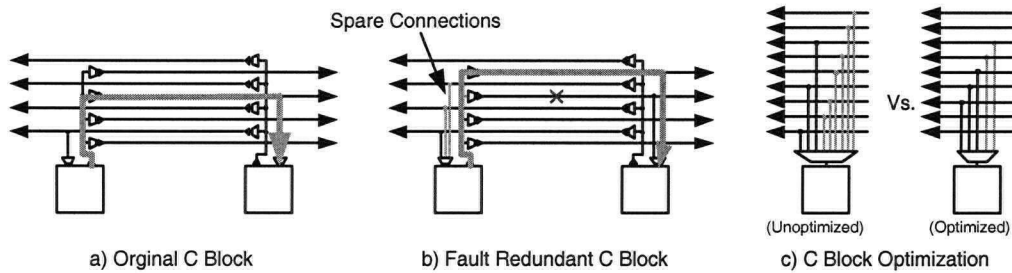 Spare Connections
Vs.
(Unoptimized)
(Optimized)
a) Orginal C Block
b) Fault Redundant C Block
c) C Block Optimization